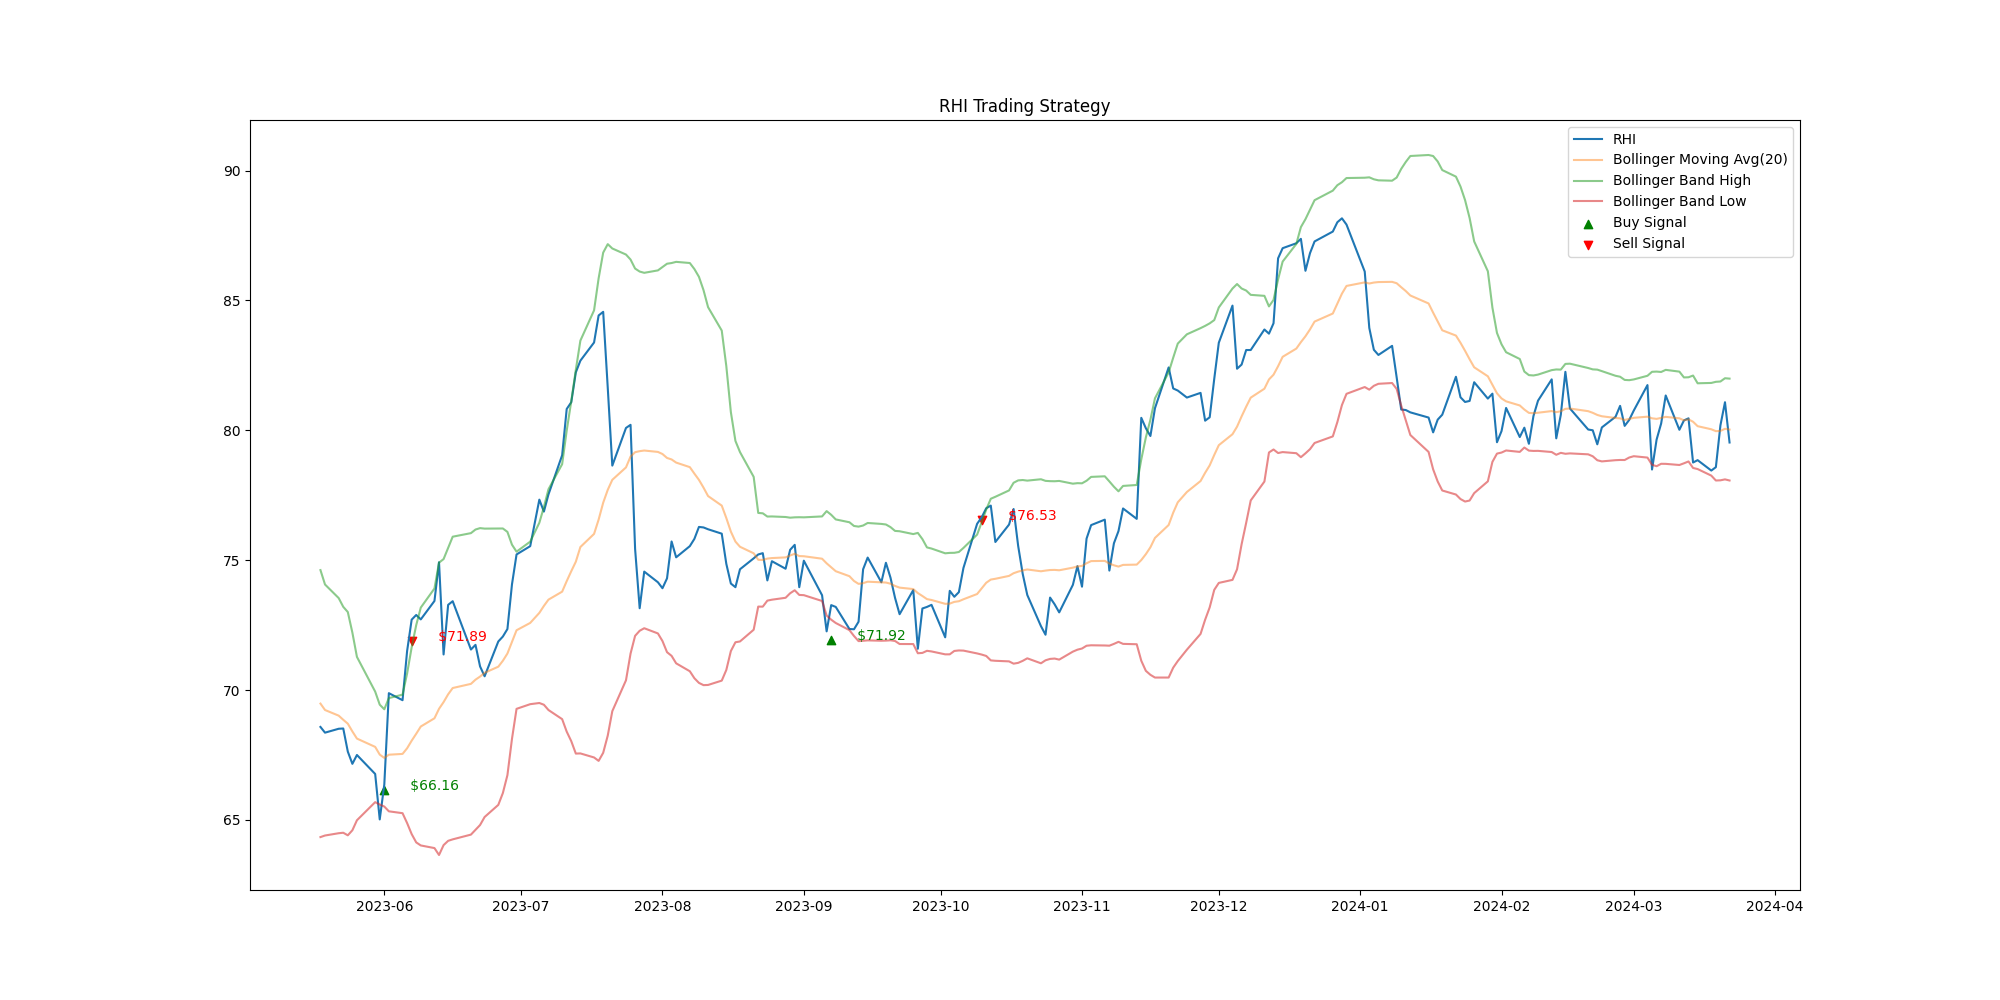 RHI Trading Strategy
RHI
Bollinger Moving Avg(20)
Bollinger Band High
Bollinger Band Low
Buy Signal
Sell Signal
90
85
80
75
70
65
$76.53
$71.89
$71.92
$66.16
2023-06 2023-07 2023-08 2023-09 2023-10 2023-11 2023-12 2024-01 2024-02 2024-03 2024-04